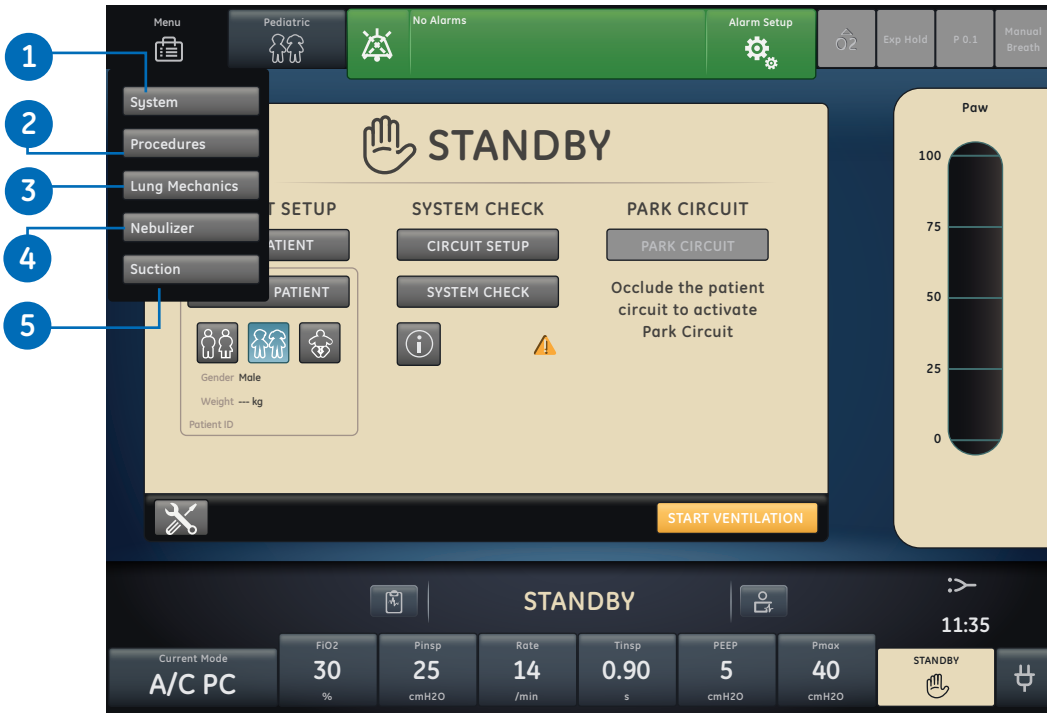 Menu
Pediatric
No Alarms
Alarm Setup
O2
Exp Hold
P 0.1
Manual
Breath
1
System
2
Procedures
3
Lung Mechanics
4
Nebulizer
5
Suction
STANDBY
T SETUP
ATIENT
PATIENT
Gender Male
Weight --- kg
Patient ID
SYSTEM CHECK
CIRCUIT SETUP
SYSTEM CHECK
PARK CIRCUIT
PARK CIRCUIT
Occlude the patient
circuit to activate
Park Circuit
START VENTILATION
Paw
100
75
50
25
0
STANDBY
11:35
Current Mode
A/C PC
FiO2
30
%
Pinsp
25
cmH2O
Rate
14
/min
Tinsp
0.90
s
PEEP
5
cmH2O
Pmax
40
cmH2O
STANDBY